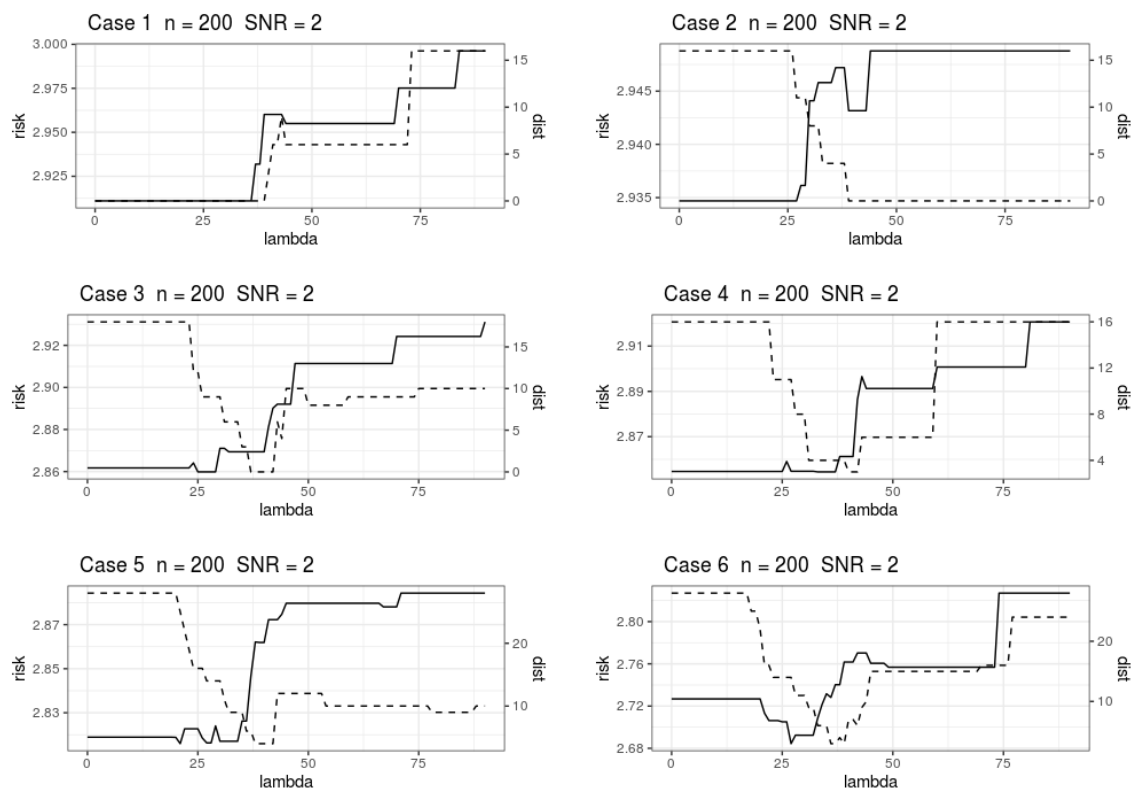 Case 1  n = 200  SNR = 2
3.000
2.975
2.950
2.925
risk
15
10
5
0
dist
0 25 50 75
lambda
Case 2  n = 200  SNR = 2
2.945
2.940
2.935
risk
15
10
5
0
dist
0 25 50 75
lambda
Case 3  n = 200  SNR = 2
2.92
2.90
2.88
2.86
risk
15
10
5
0
dist
0 25 50 75
lambda
Case 4  n = 200  SNR = 2
2.91
2.89
2.87
risk
16
12
8
4
dist
0 25 50 75
lambda
Case 5  n = 200  SNR = 2
2.87
2.85
2.83
risk
20
10
dist
0 25 50 75
lambda
Case 6  n = 200  SNR = 2
2.80
2.76
2.72
2.68
risk
20
10
dist
0 25 50 75
lambda